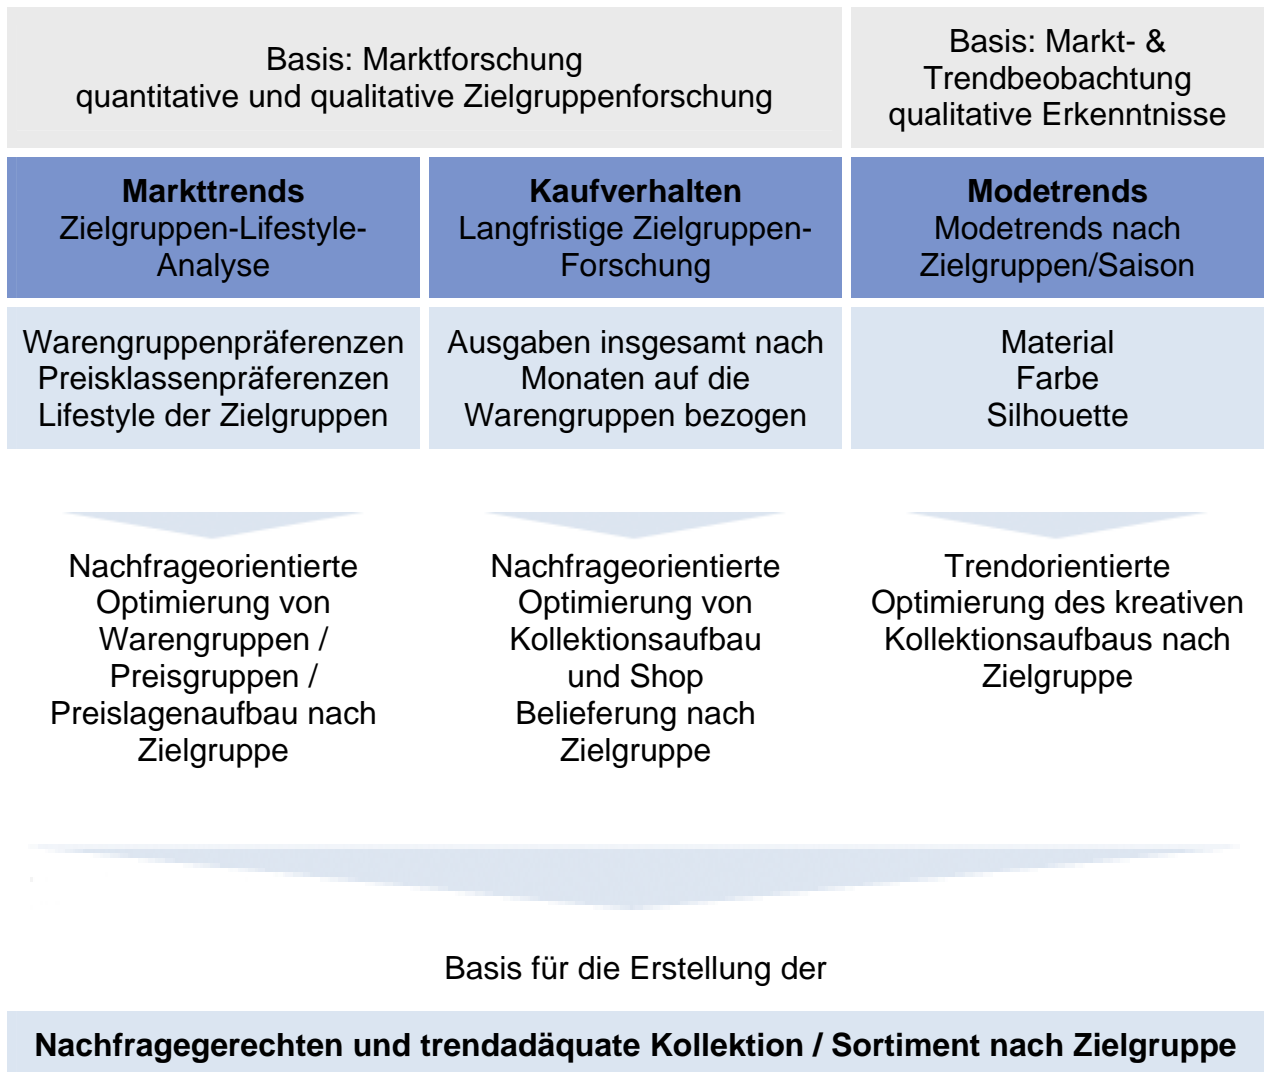 Basis: Marktforschung
quantitative und qualitative Zielgruppenforschung
Basis: Markt- &
Trendbeobachtung
qualitative Erkenntnisse
Markttrends
Zielgruppen-Lifestyle-
Analyse
Kaufverhalten
Langfristige Zielgruppen-
Forschung
Modetrends
Modetrends nach
Zielgruppen/Saison
Warengruppenpräferenzen
Preisklassenpräferenzen
Lifestyle der Zielgruppen
Ausgaben insgesamt nach
Monaten auf die
Warengruppen bezogen
Material
Farbe
Silhouette
Nachfrageorientierte
Optimierung von
Warengruppen /
Preisgruppen /
Preislagenaufbau nach
Zielgruppe
Nachfrageorientierte
Optimierung von
Kollektionsaufbau
und Shop
Belieferung nach
Zielgruppe
Trendorientierte
Optimierung des kreativen
Kollektionsaufbaus nach
Zielgruppe
Basis für die Erstellung der
Nachfragegerechten und trendadäquate Kollektion / Sortiment nach Zielgruppe